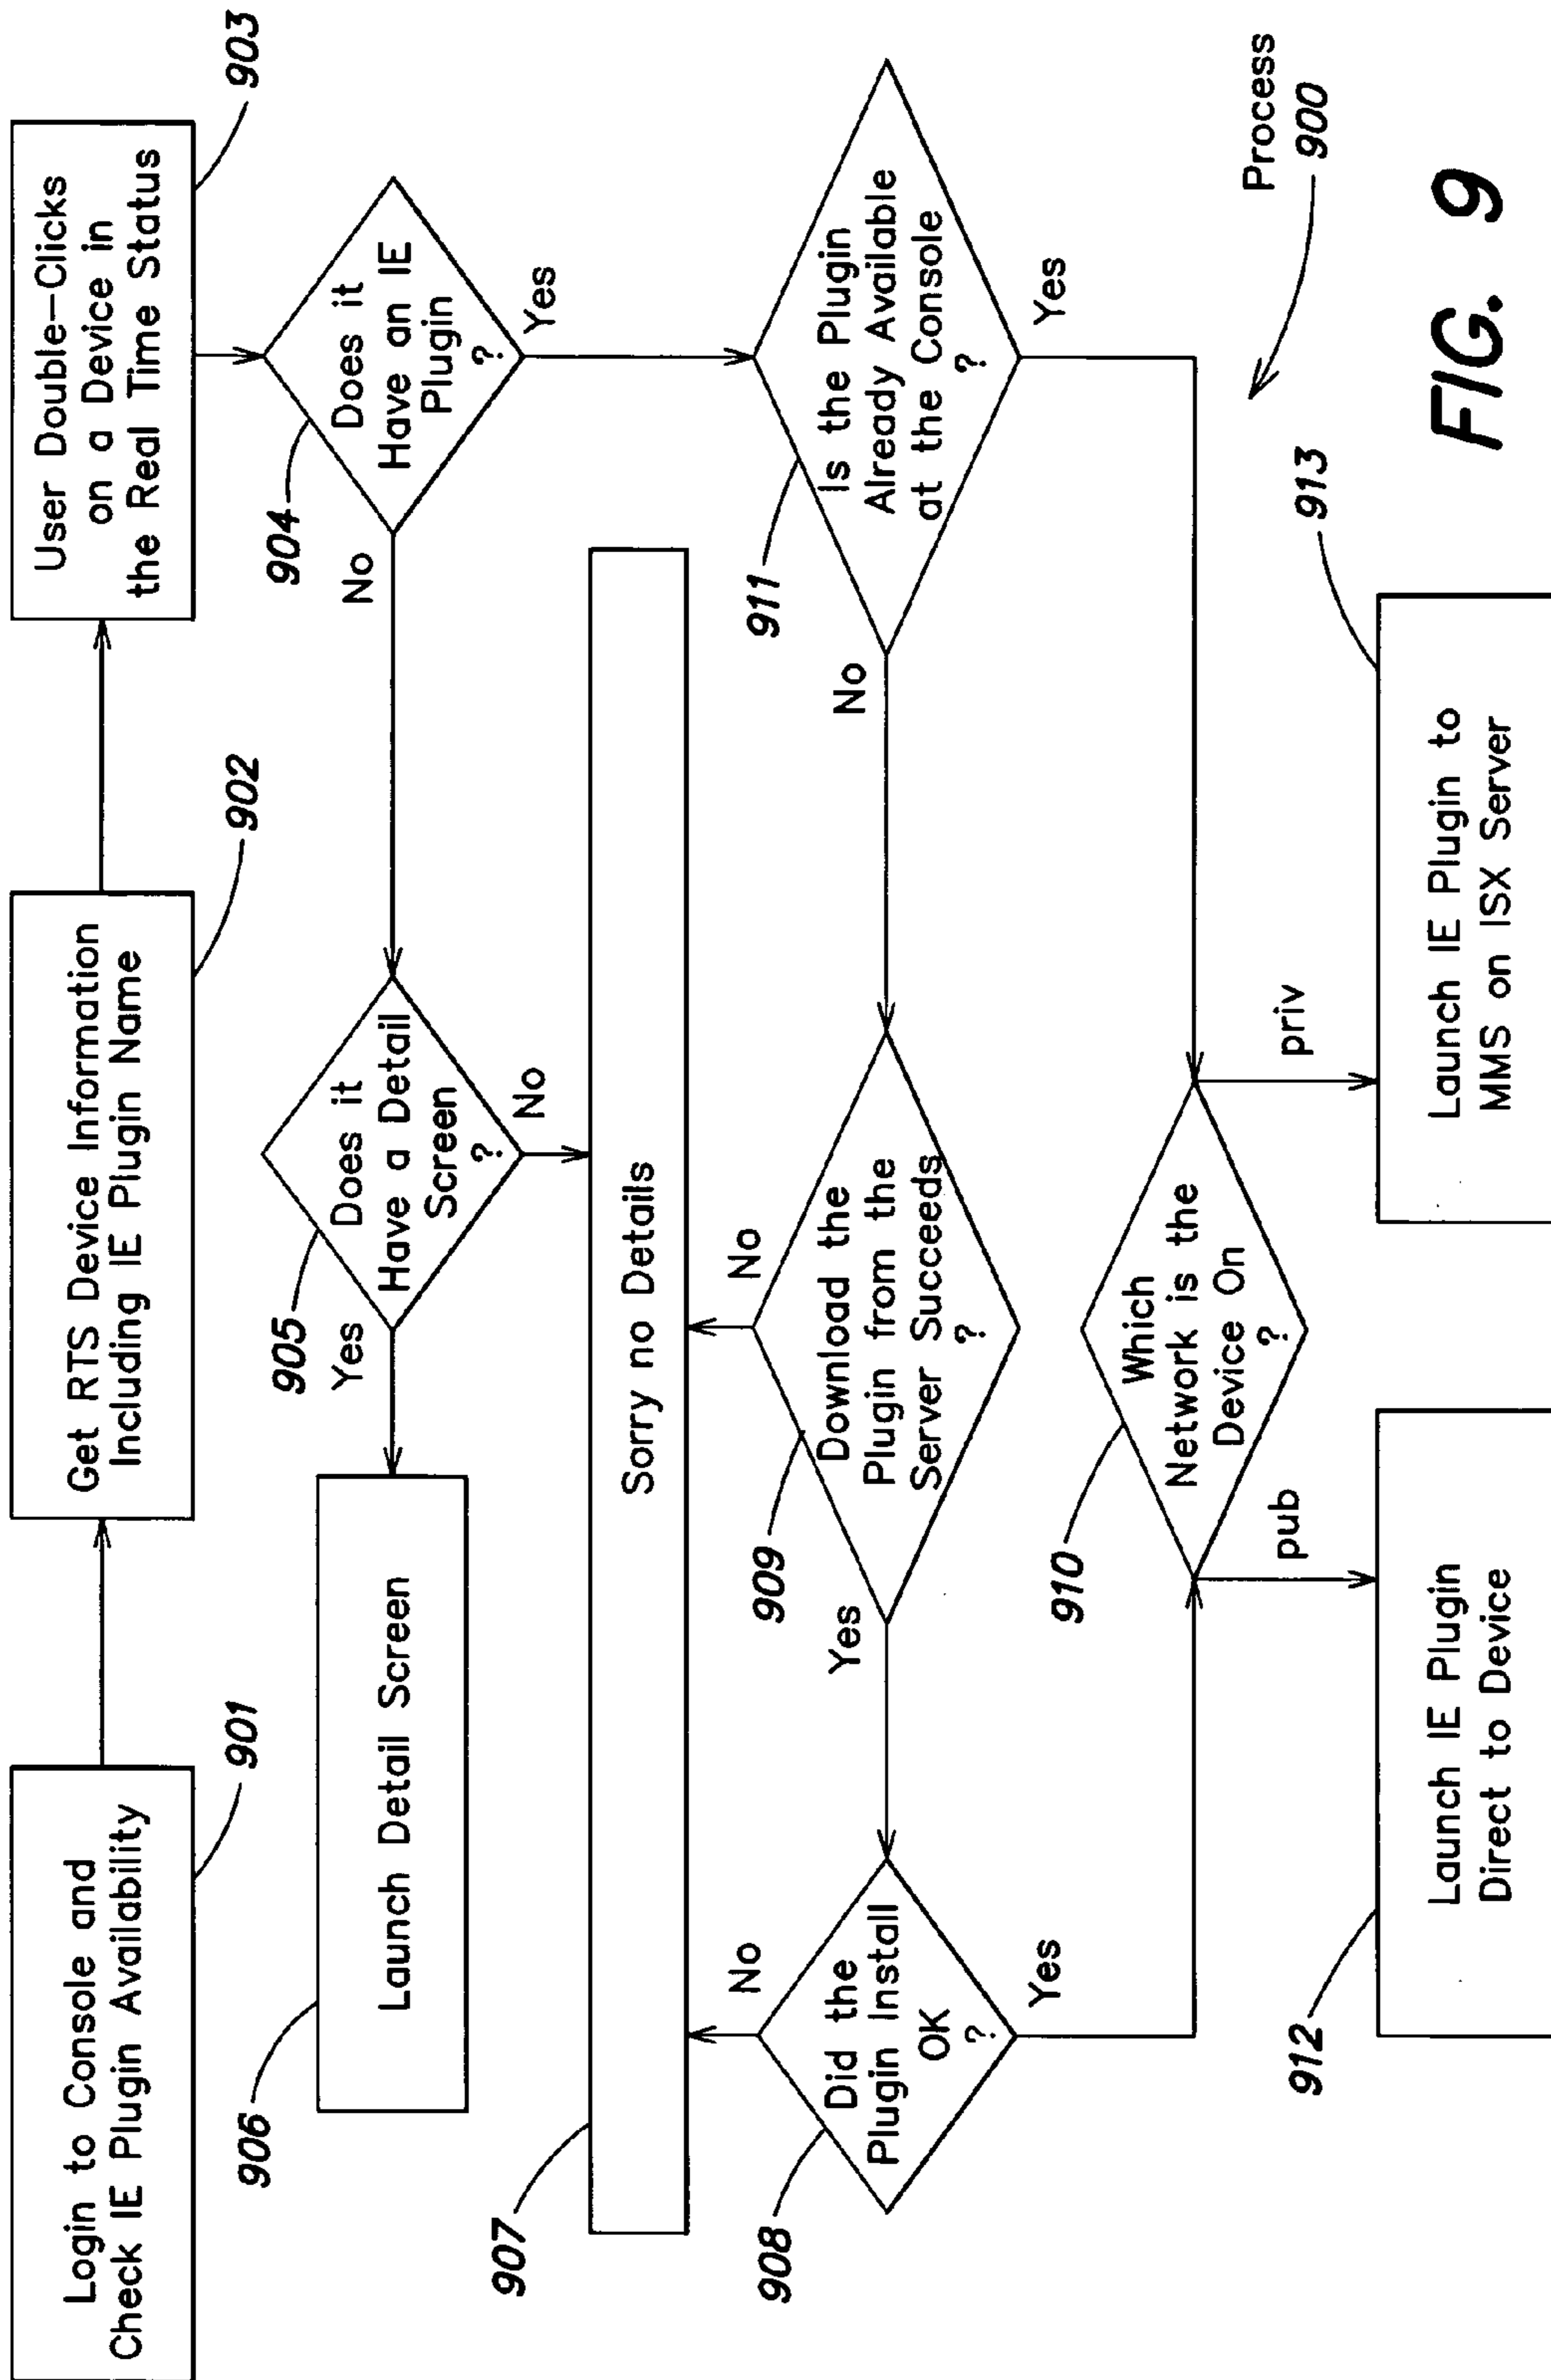 Login to Console and
Check IE Plugin Availability
901
Get RTS Device Information
Including IE Plugin Name
902
User Double-Clicks
on a Device in
the Real Time Status
903
906
Launch Detail Screen
905
Yes
Does it
Have a Detail
Screen
?
No
904
No
Does it
Have an IE
Plugin
?
Yes
907
Sorry no Details
908
No
Did the
Plugin Install
OK
?
Yes
909
Yes
No
Download the
Plugin from the
Server Succeeds
?
911
No
Is the Plugin
Already Available
at the Console
?
Yes
910
Which
Network is the
Device On
?
pub
priv
912
Launch IE Plugin
Direct to Device
913
Launch IE Plugin to
MMS on ISX Server
Process
900
FIG. 9